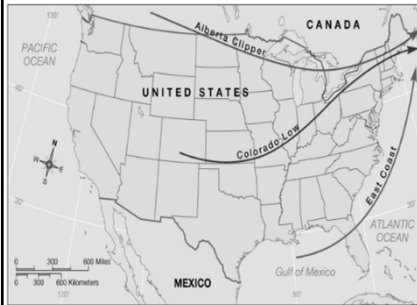 130°
CANADA
Alberta Clipper
PACIFIC
OCEAN
UNITED STATES
Colorado Low
East Coast
N
W
E
S
ATLANTIC
OCEAN
0 300 600 Miles
0 300 600 Kilometers
MEXICO
Gulf of Mexico